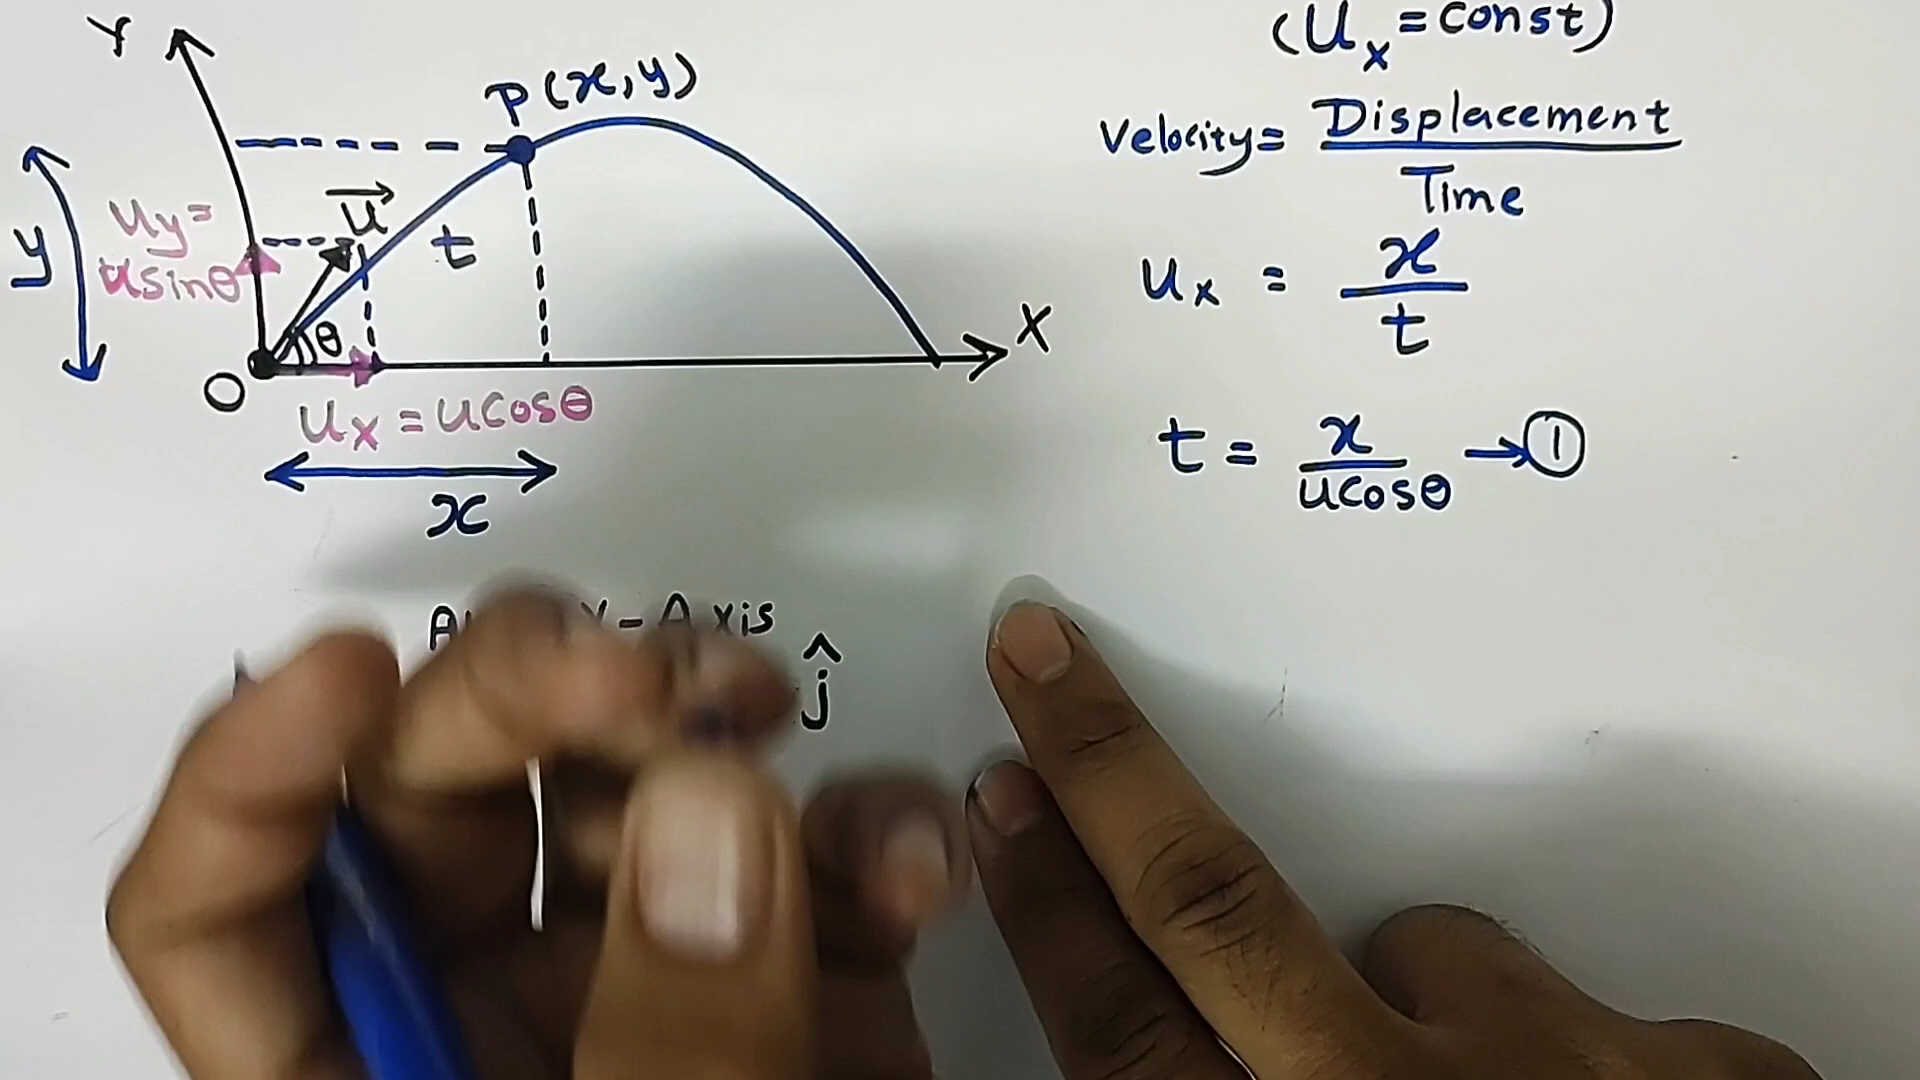 Y
P(x,y)
y
uy =
usinθ
u
t
θ
X
O
ux = ucosθ
x
(Ux = Const)
Velocity = Displacement
Time
ux = x
t
t = x → ①
ucosθ
- Axis
ĵ